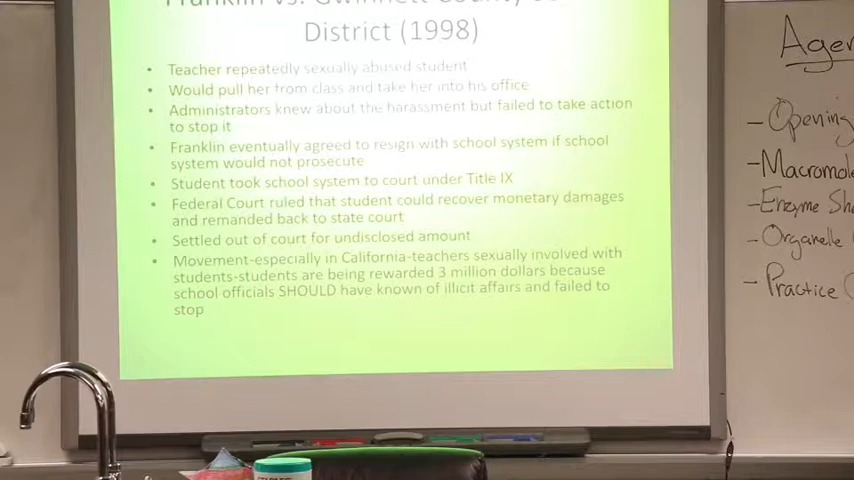 Franklin vs. Gwinnett County
District (1998)
• Teacher repeatedly sexually abused student
• Would pull her from class and take her into his office
• Administrators knew about the harassment but failed to take action
to stop it
• Franklin eventually agreed to resign with school system if school
system would not prosecute
• Student took school system to court under Title IX
• Federal Court ruled that student could recover monetary damages
and remanded back to state court
• Settled out of court for undisclosed amount
• Movement-especially in California-teachers sexually involved with
students-students are being rewarded 3 million dollars because
school officials SHOULD have known of illicit affairs and failed to
stop
Agen
- Opening
- Macromole
- Enzyme Sh
- Organelle
- Practice